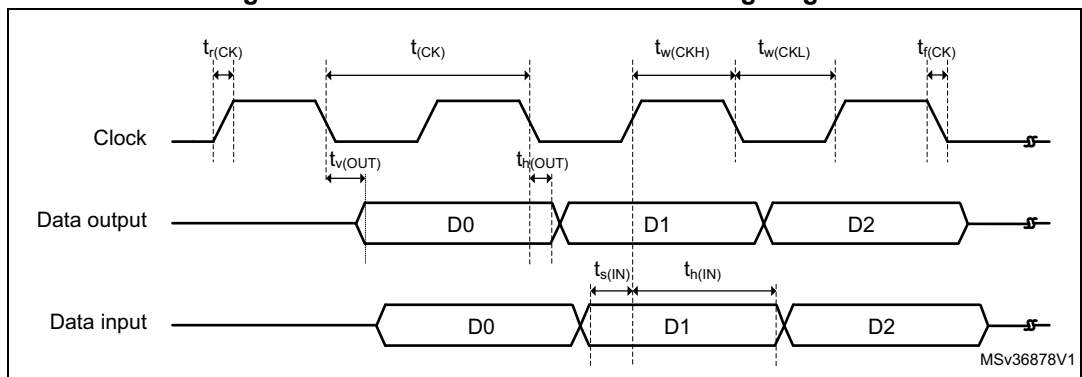 t_r(CK) t_(CK) t_w(CKH) t_w(CKL) t_f(CK)
Clock
t_v(OUT) t_h(OUT)
Data output D0 D1 D2
t_s(IN) t_h(IN)
Data input D0 D1 D2
MSv36878V1